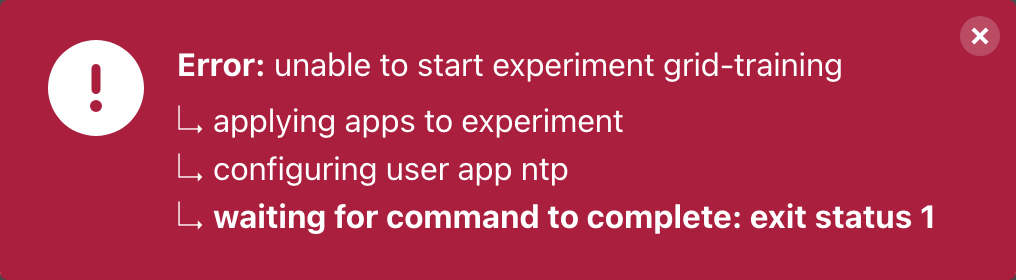 Error: unable to start experiment grid-training
applying apps to experiment
configuring user app ntp
waiting for command to complete: exit status 1